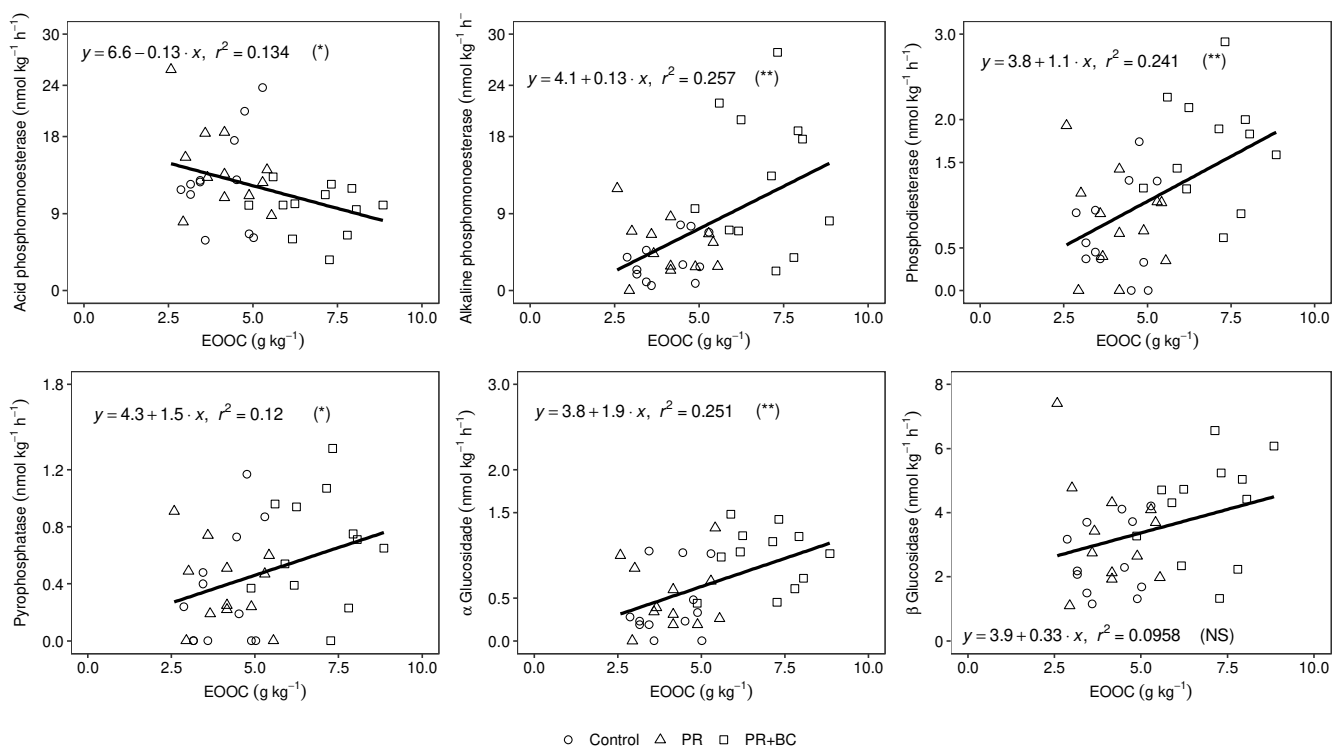 Acid phosphomonoesterase (nmol kg⁻¹ h⁻¹)
30
24
18
9
0
y = 6.6 − 0.13 · x, r² = 0.134 (*)
0.0 2.5 5.0 7.5 10.0
EOOC (g kg⁻¹)
Alkaline phosphomonoesterase (nmol kg⁻¹ h⁻
30
24
18
9
0
y = 4.1 + 0.13 · x, r² = 0.257 (**)
0.0 2.5 5.0 7.5 10.0
EOOC (g kg⁻¹)
Phosphodiesterase (nmol kg⁻¹ h⁻¹)
3.0
2.0
1.5
0.5
0.0
y = 3.8 + 1.1 · x, r² = 0.241 (**)
0.0 2.5 5.0 7.5 10.0
EOOC (g kg⁻¹)
Pyrophosphatase (nmol kg⁻¹ h⁻¹)
1.8
1.2
0.8
0.4
0.0
y = 4.3 + 1.5 · x, r² = 0.12 (*)
0.0 2.5 5.0 7.5 10.0
EOOC (g kg⁻¹)
α Glucosidade (nmol kg⁻¹ h⁻¹)
3.0
2.0
1.5
0.5
0.0
y = 3.8 + 1.9 · x, r² = 0.251 (**)
0.0 2.5 5.0 7.5 10.0
EOOC (g kg⁻¹)
β Glucosidase (nmol kg⁻¹ h⁻¹)
8
6
4
2
0
y = 3.9 + 0.33 · x, r² = 0.0958 (NS)
0.0 2.5 5.0 7.5 10.0
EOOC (g kg⁻¹)
Control PR PR+BC